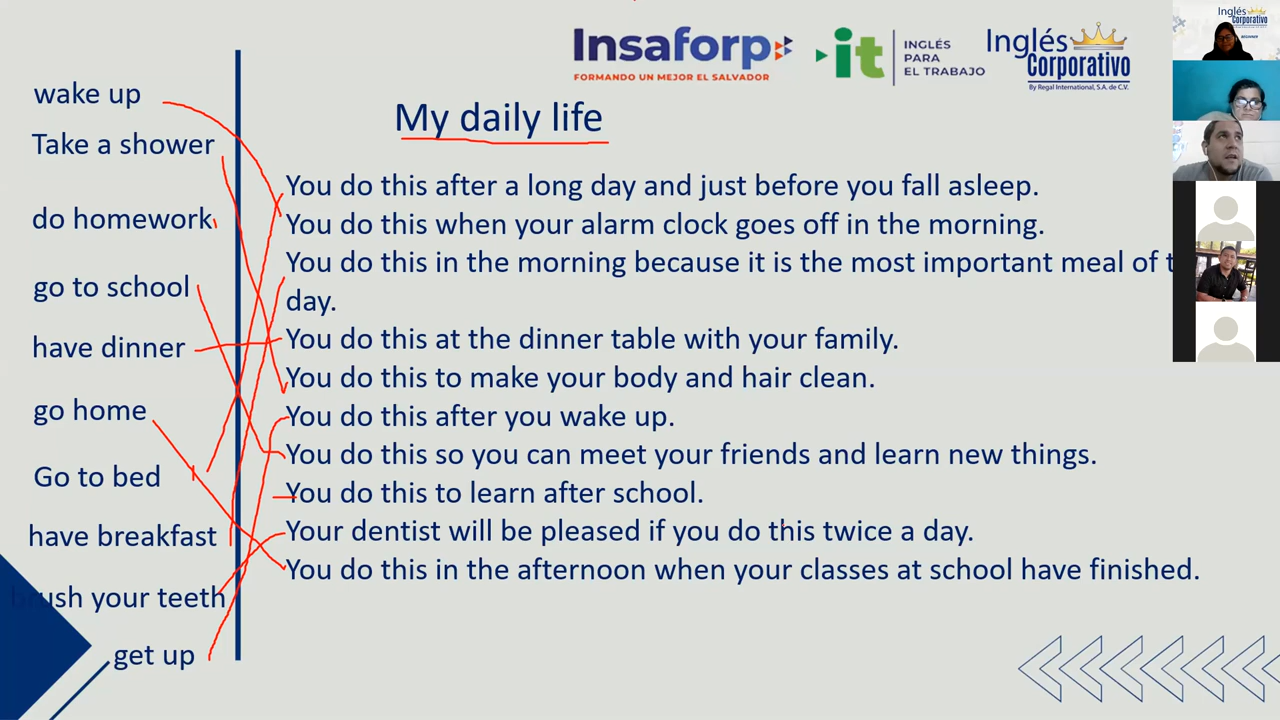 Insaforp
FORMANDO UN MEJOR EL SALVADOR
it
INGLÉS
PARA
EL TRABAJO
Inglés
Corporativo
By Regal International, S.A. de C.V.
Inglés
Corporativo
My daily life
wake up
Take a shower
do homework
go to school
have dinner
go home
Go to bed
have breakfast
brush your teeth
get up
You do this after a long day and just before you fall asleep.
You do this when your alarm clock goes off in the morning.
You do this in the morning because it is the most important meal of t
day.
You do this at the dinner table with your family.
You do this to make your body and hair clean.
You do this after you wake up.
You do this so you can meet your friends and learn new things.
You do this to learn after school.
Your dentist will be pleased if you do this twice a day.
You do this in the afternoon when your classes at school have finished.